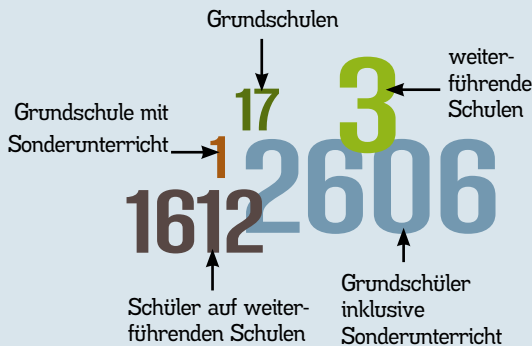 Grundschulen
17
3
weiter-
führende
Schulen
Grundschule mit
Sonderunterricht
1
2606
1612
Schüler auf weiter-
führenden Schulen
Grundschüler
inklusive
Sonderunterricht